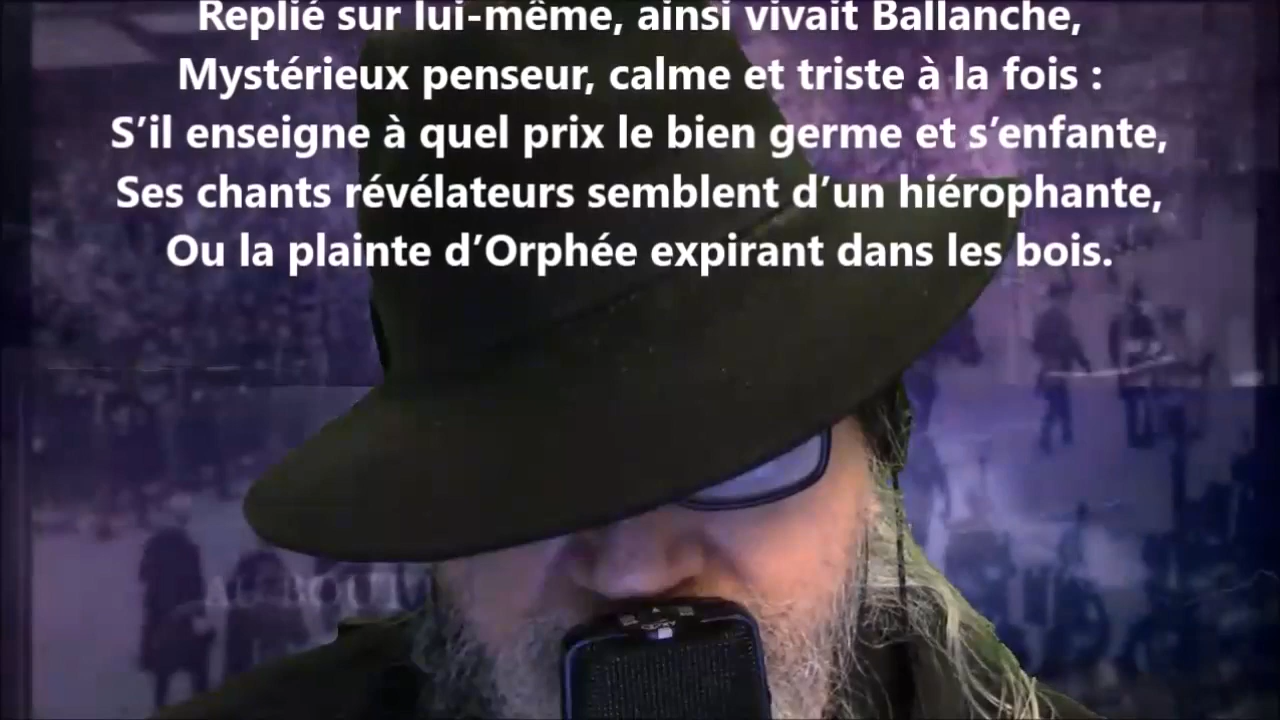 Replié sur lui-même, ainsi vivait Ballanche,
Mystérieux penseur, calme et triste à la fois :
S’il enseigne à quel prix le bien germe et s’enfante,
Ses chants révélateurs semblent d’un hiérophante,
Ou la plainte d’Orphée expirant dans les bois.